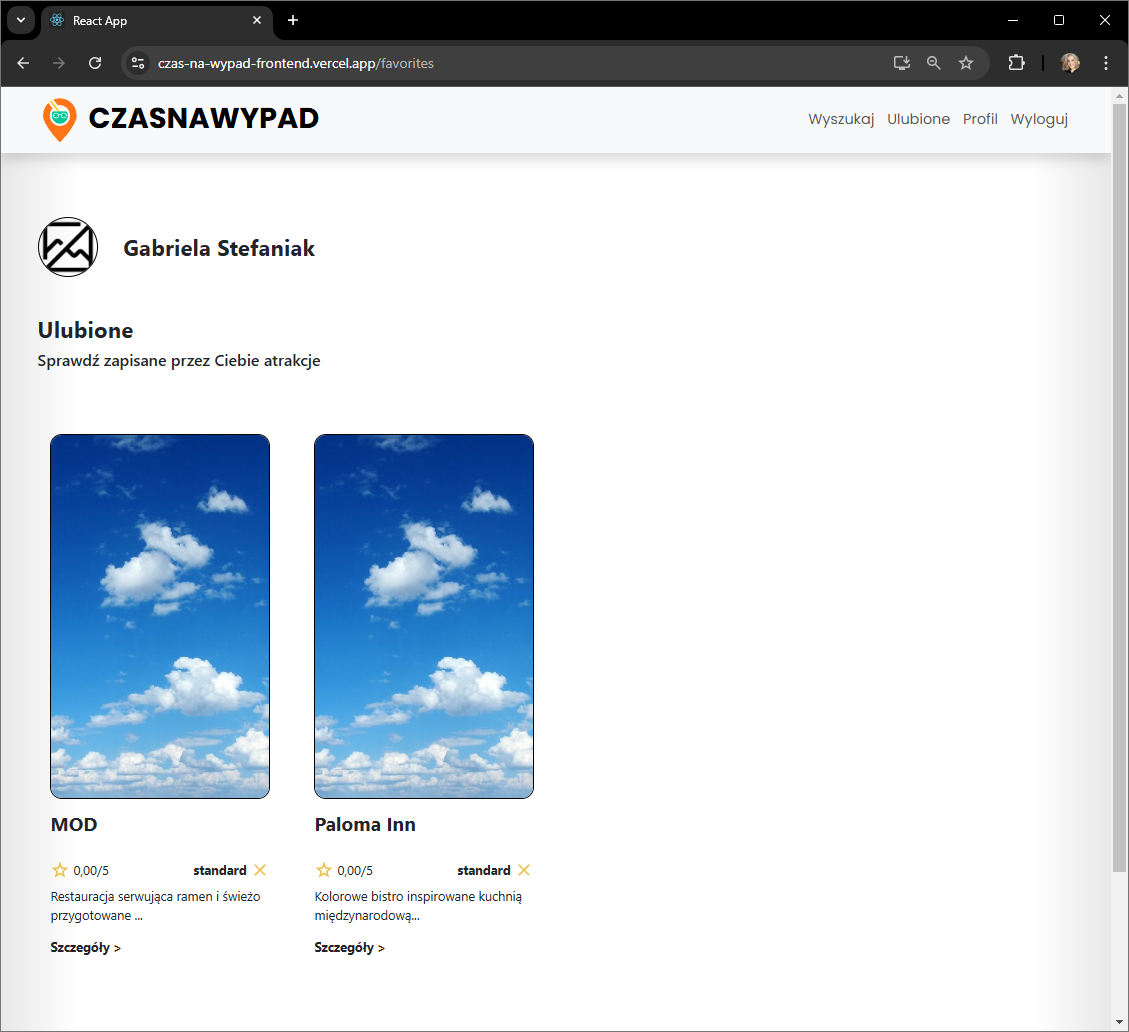 React App
czas-na-wypad-frontend.vercel.app/favorites
CZASNAWYPAD
Wyszukaj Ulubione Profil Wyloguj
Gabriela Stefaniak
Ulubione
Sprawdź zapisane przez Ciebie atrakcje
MOD
0,00/5 standard
Restauracja serwująca ramen i świeżo
przygotowane ...
Szczegóły >
Paloma Inn
0,00/5 standard
Kolorowe bistro inspirowane kuchnią
międzynarodową...
Szczegóły >